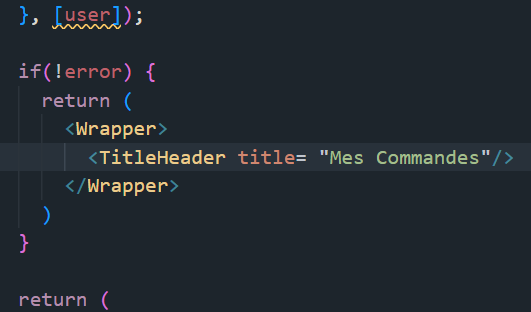 }, [user]);
if(!error) {
return (
<Wrapper>
<TitleHeader title= "Mes Commandes"/>
</Wrapper>
)
}
return (